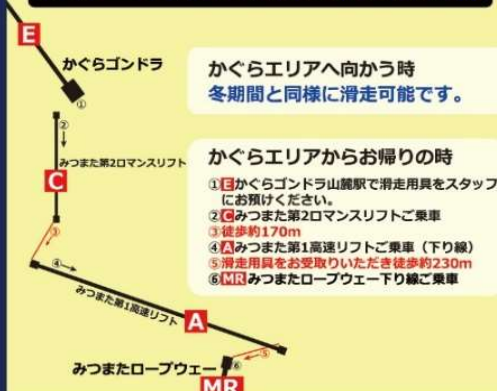 E
かぐらゴンドラ
①
②
みつまた第2ロマンスリフト
C
③
④
みつまた第1高速リフト
A
⑤
みつまたロープウェー
⑥
MR
かぐらエリアへ向かう時
冬期間と同様に滑走可能です。
かぐらエリアからお帰りの時
①Eかぐらゴンドラ山麓駅で滑走用具をスタッフ
にお預けください。
②Cみつまた第2ロマンスリフトご乗車
③徒歩約170m
④Aみつまた第1高速リフトご乗車（下り線）
⑤滑走用具をお受取りいただき徒歩約230m
⑥MRみつまたロープウェー下り線ご乗車